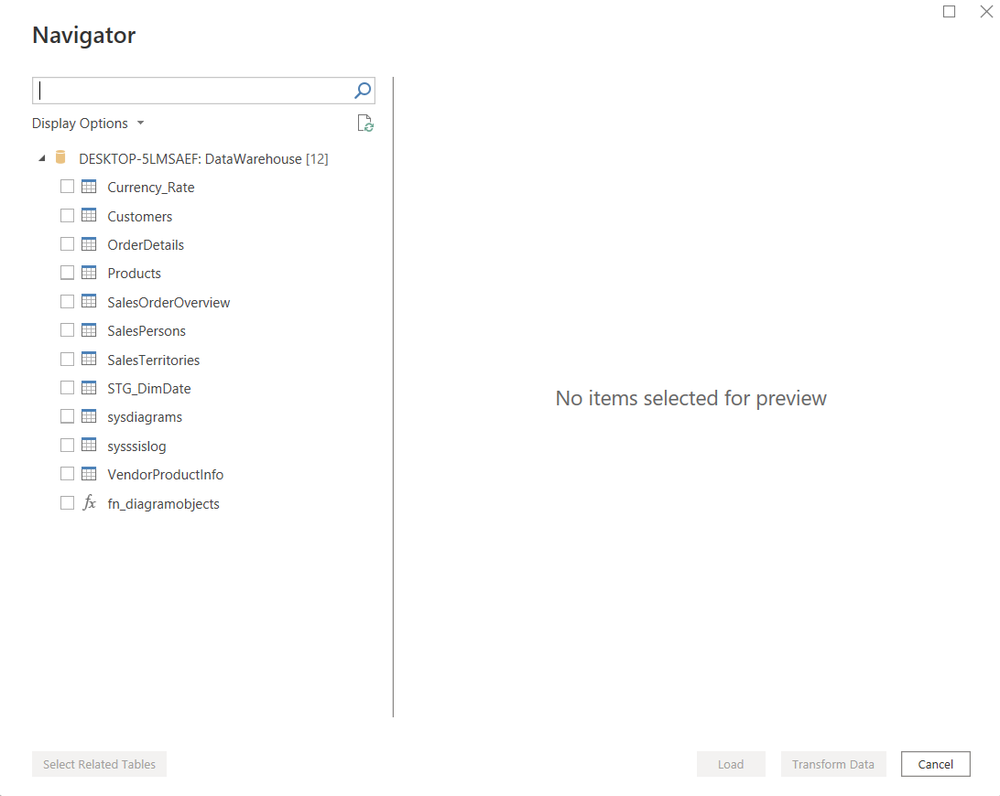 Navigator
Display Options
DESKTOP-5LMSAEF: DataWarehouse [12]
Currency_Rate
Customers
OrderDetails
Products
SalesOrderOverview
SalesPersons
SalesTerritories
STG_DimDate
sysdiagrams
sysssislog
VendorProductInfo
fx fn_diagramobjects
No items selected for preview
Select Related Tables
Load
Transform Data
Cancel